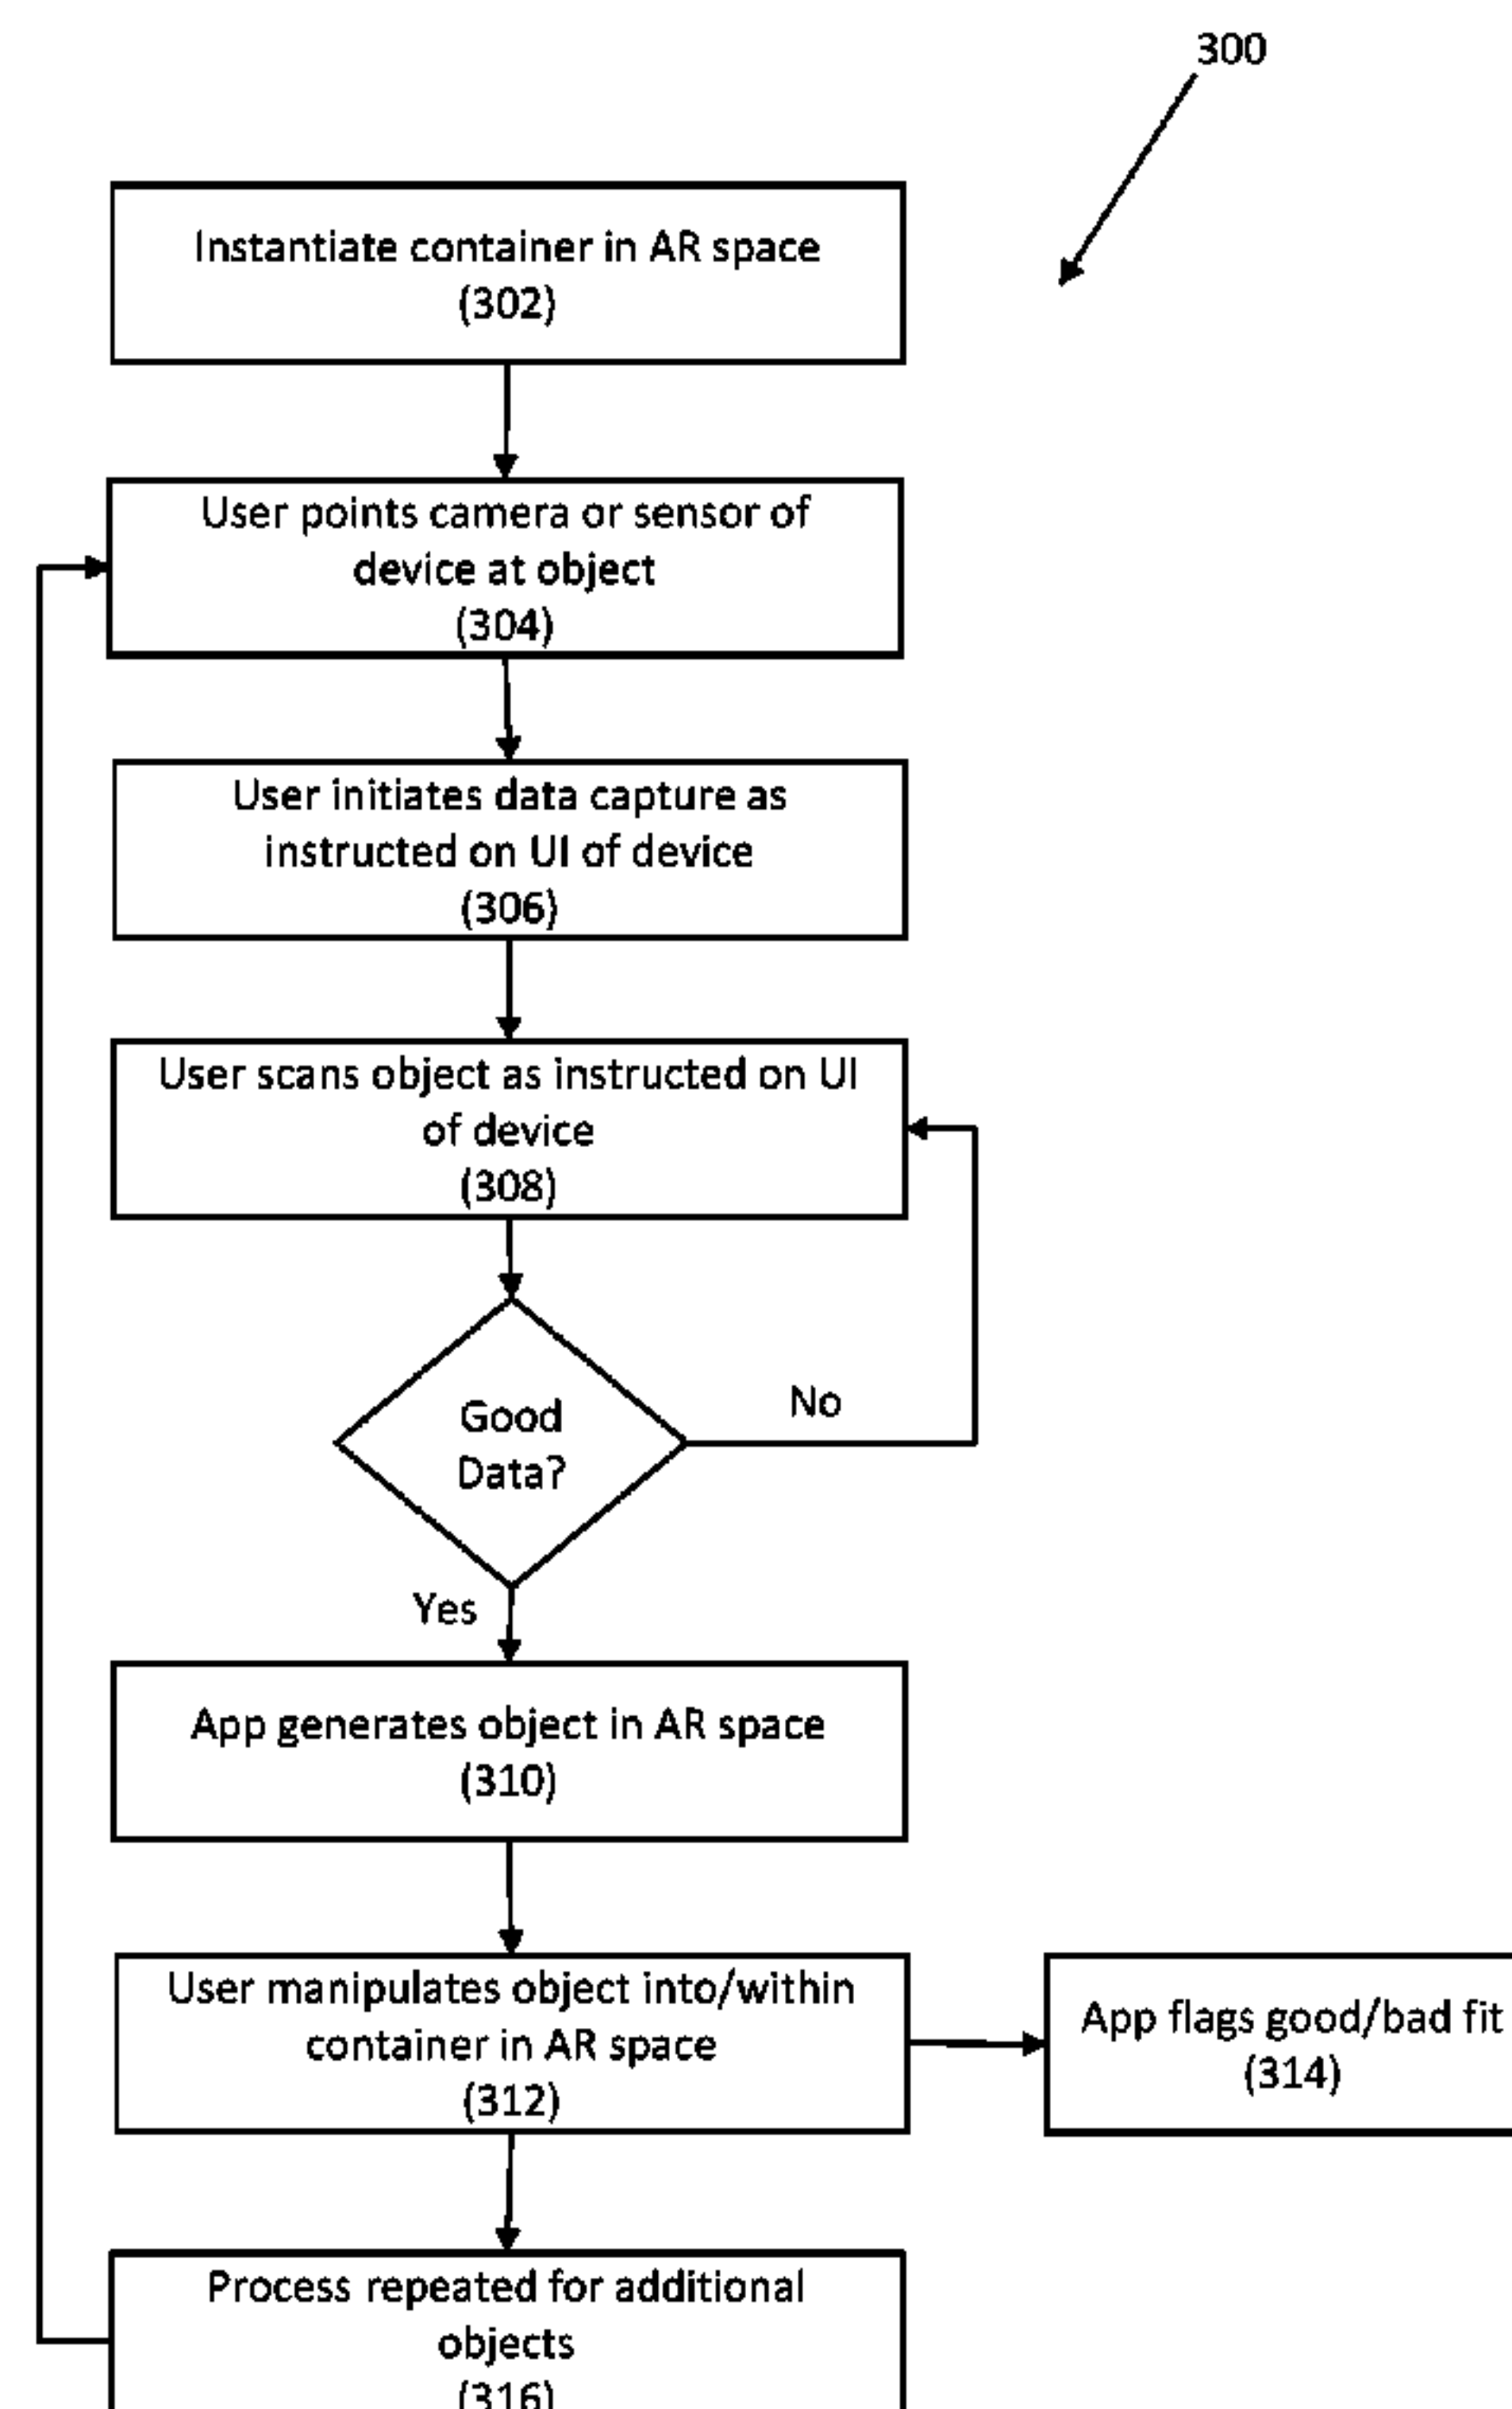 300
Instantiate container in AR space
(302)
User points camera or sensor of
device at object
(304)
User initiates data capture as
instructed on UI of device
(306)
User scans object as instructed on UI
of device
(308)
Good
Data?
No
Yes
App generates object in AR space
(310)
User manipulates object into/within
container in AR space
(312)
App flags good/bad fit
(314)
Process repeated for additional
objects
(316)